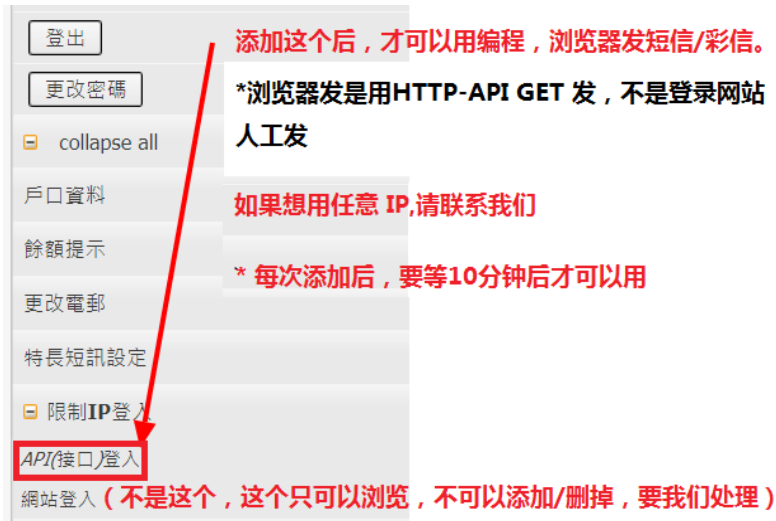 登出
添加这个后，才可以用编程，浏览器发短信/彩信。
更改密碼
*浏览器发是用HTTP-API GET 发，不是登录网站
人工发
collapse all
戶口資料
如果想用任意 IP,请联系我们
餘額提示
* 每次添加后，要等10分钟后才可以用
更改電郵
特長短訊設定
限制IP登入
API(接口)登入
網站登入（不是这个，这个只可以浏览，不可以添加/删掉，要我们处理）